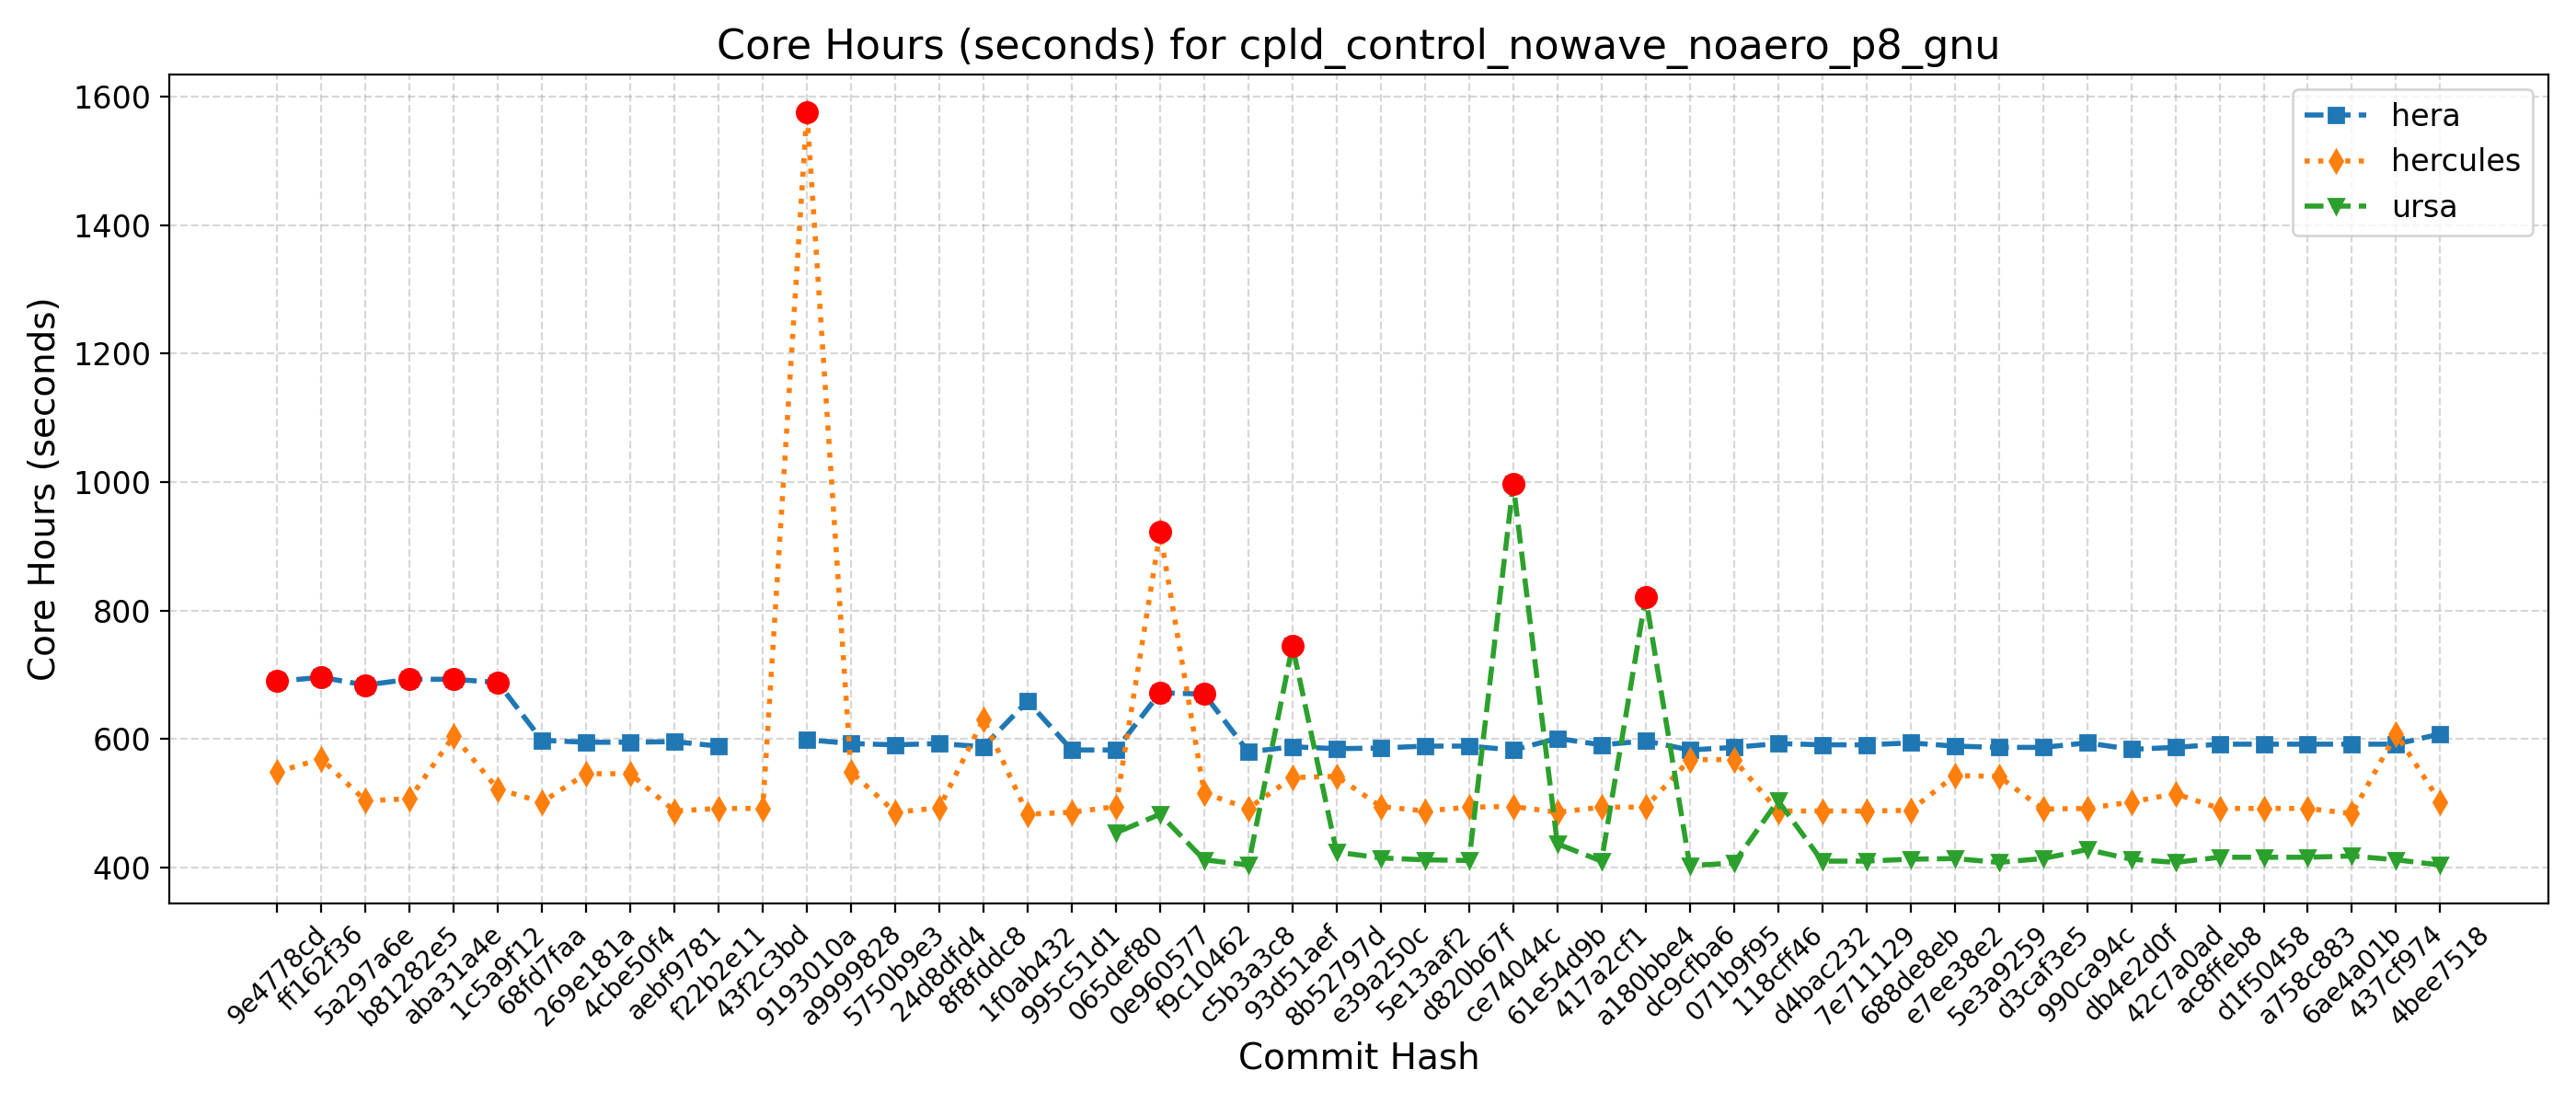 Core Hours (seconds) for cpld_control_nowave_noaero_p8_gnu
Core Hours (seconds)
1600
1400
1200
1000
800
600
400
hera
hercules
ursa
9e4778cd
ff162f36
5a297a6e
b81282e5
aba31a4e
1c5a9f12
68fd7faa
269e181a
4cbe50f4
aebf9781
f22b2e11
43f2c3bd
9193010a
a9999828
5750b9e3
24d8dfd4
8f8fddc8
1f0ab432
995c51d1
065def80
0e960577
f9c10462
c5b3a3c8
93d51aef
8b52797d
e39a250c
5e13aaf2
d820b67f
ce74044c
61e54d9b
417a2cf1
a180bbe4
dc9cfba6
071b9f95
118cff46
d4bac232
7e711129
688de8eb
e7ee38e2
5e3a9259
d3caf3e5
990ca94c
db4e2d0f
42c7a0ad
ac8ffeb8
d1f50458
a758c883
6ae4a01b
437cf974
4bee7518
Commit Hash